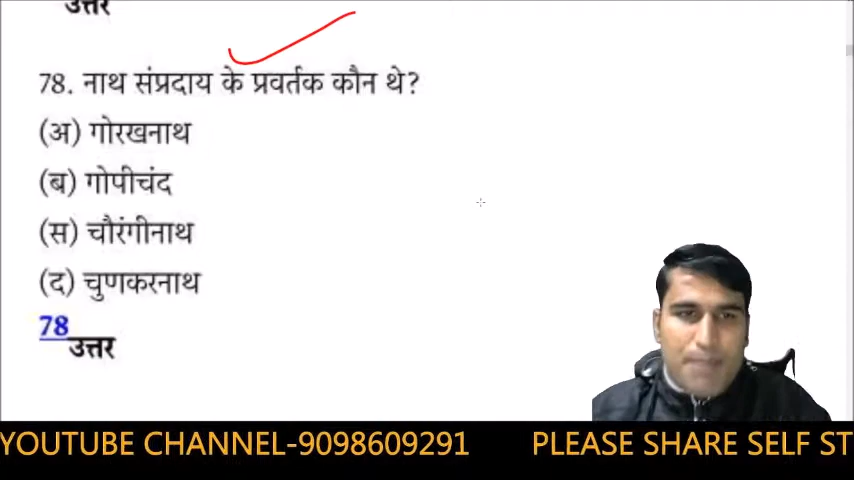 उत्तर
78. नाथ संप्रदाय के प्रवर्तक कौन थे?
(अ) गोरखनाथ
(ब) गोपीचंद
(स) चौरंगीनाथ
(द) चुणकरनाथ
78
उत्तर
YOUTUBE CHANNEL-9098609291 PLEASE SHARE SELF ST